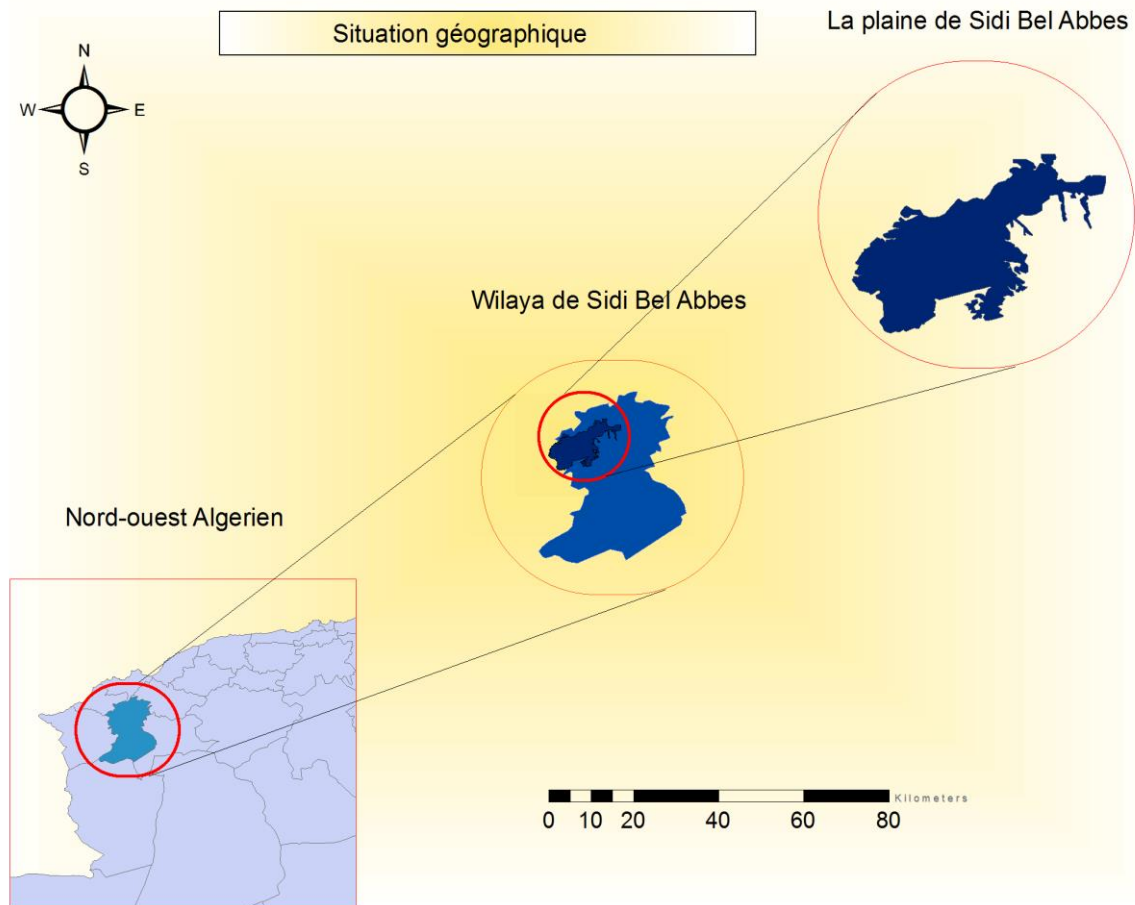 La plaine de Sidi Bel Abbes
Situation géographique
N
W E
S
Wilaya de Sidi Bel Abbes
Nord-ouest Algerien
Kilometers
0 10 20 40 60 80